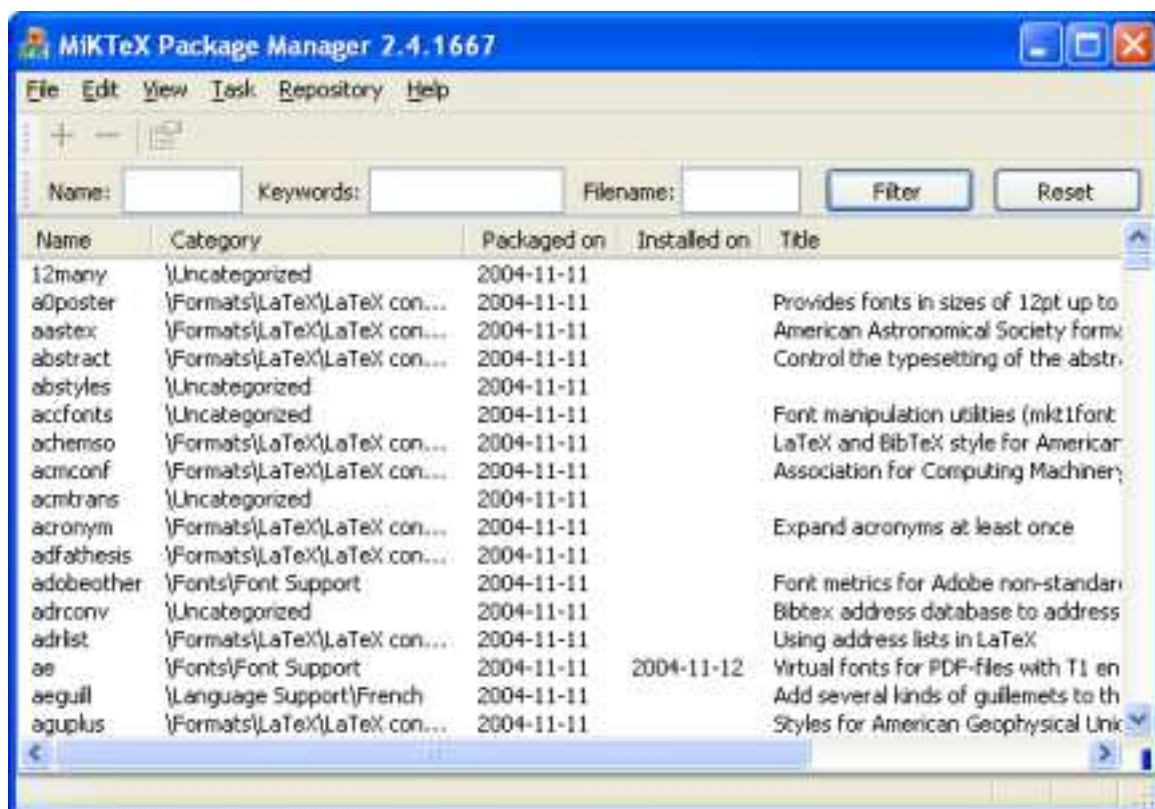 MiKTeX Package Manager 2.4.1667
File Edit View Task Repository Help
Name: Keywords: Filename: Filter Reset
Name Category Packaged on Installed on Title
12many \Uncategorized 2004-11-11
a0poster \Formats\LaTeX\LaTeX con... 2004-11-11 Provides fonts in sizes of 12pt up to
aastex \Formats\LaTeX\LaTeX con... 2004-11-11 American Astronomical Society forma
abstract \Formats\LaTeX\LaTeX con... 2004-11-11 Control the typesetting of the abstr
abstyles \Uncategorized 2004-11-11
accfonts \Uncategorized 2004-11-11 Font manipulation utilities (mkt1font
achemso \Formats\LaTeX\LaTeX con... 2004-11-11 LaTeX and BibTeX style for American
acmconf \Formats\LaTeX\LaTeX con... 2004-11-11 Association for Computing Machinery
acmtrans \Uncategorized 2004-11-11
acronym \Formats\LaTeX\LaTeX con... 2004-11-11 Expand acronyms at least once
adfathesis \Formats\LaTeX\LaTeX con... 2004-11-11
adobeother \Fonts\Font Support 2004-11-11 Font metrics for Adobe non-standar
adrconv \Uncategorized 2004-11-11 Bibtex address database to address
adrlist \Formats\LaTeX\LaTeX con... 2004-11-11 Using address lists in LaTeX
ae \Fonts\Font Support 2004-11-11 2004-11-12 Virtual fonts for PDF-files with T1 en
aeguill \Language Support\French 2004-11-11 Add several kinds of guillemets to th
aguplus \Formats\LaTeX\LaTeX con... 2004-11-11 Styles for American Geophysical Unio